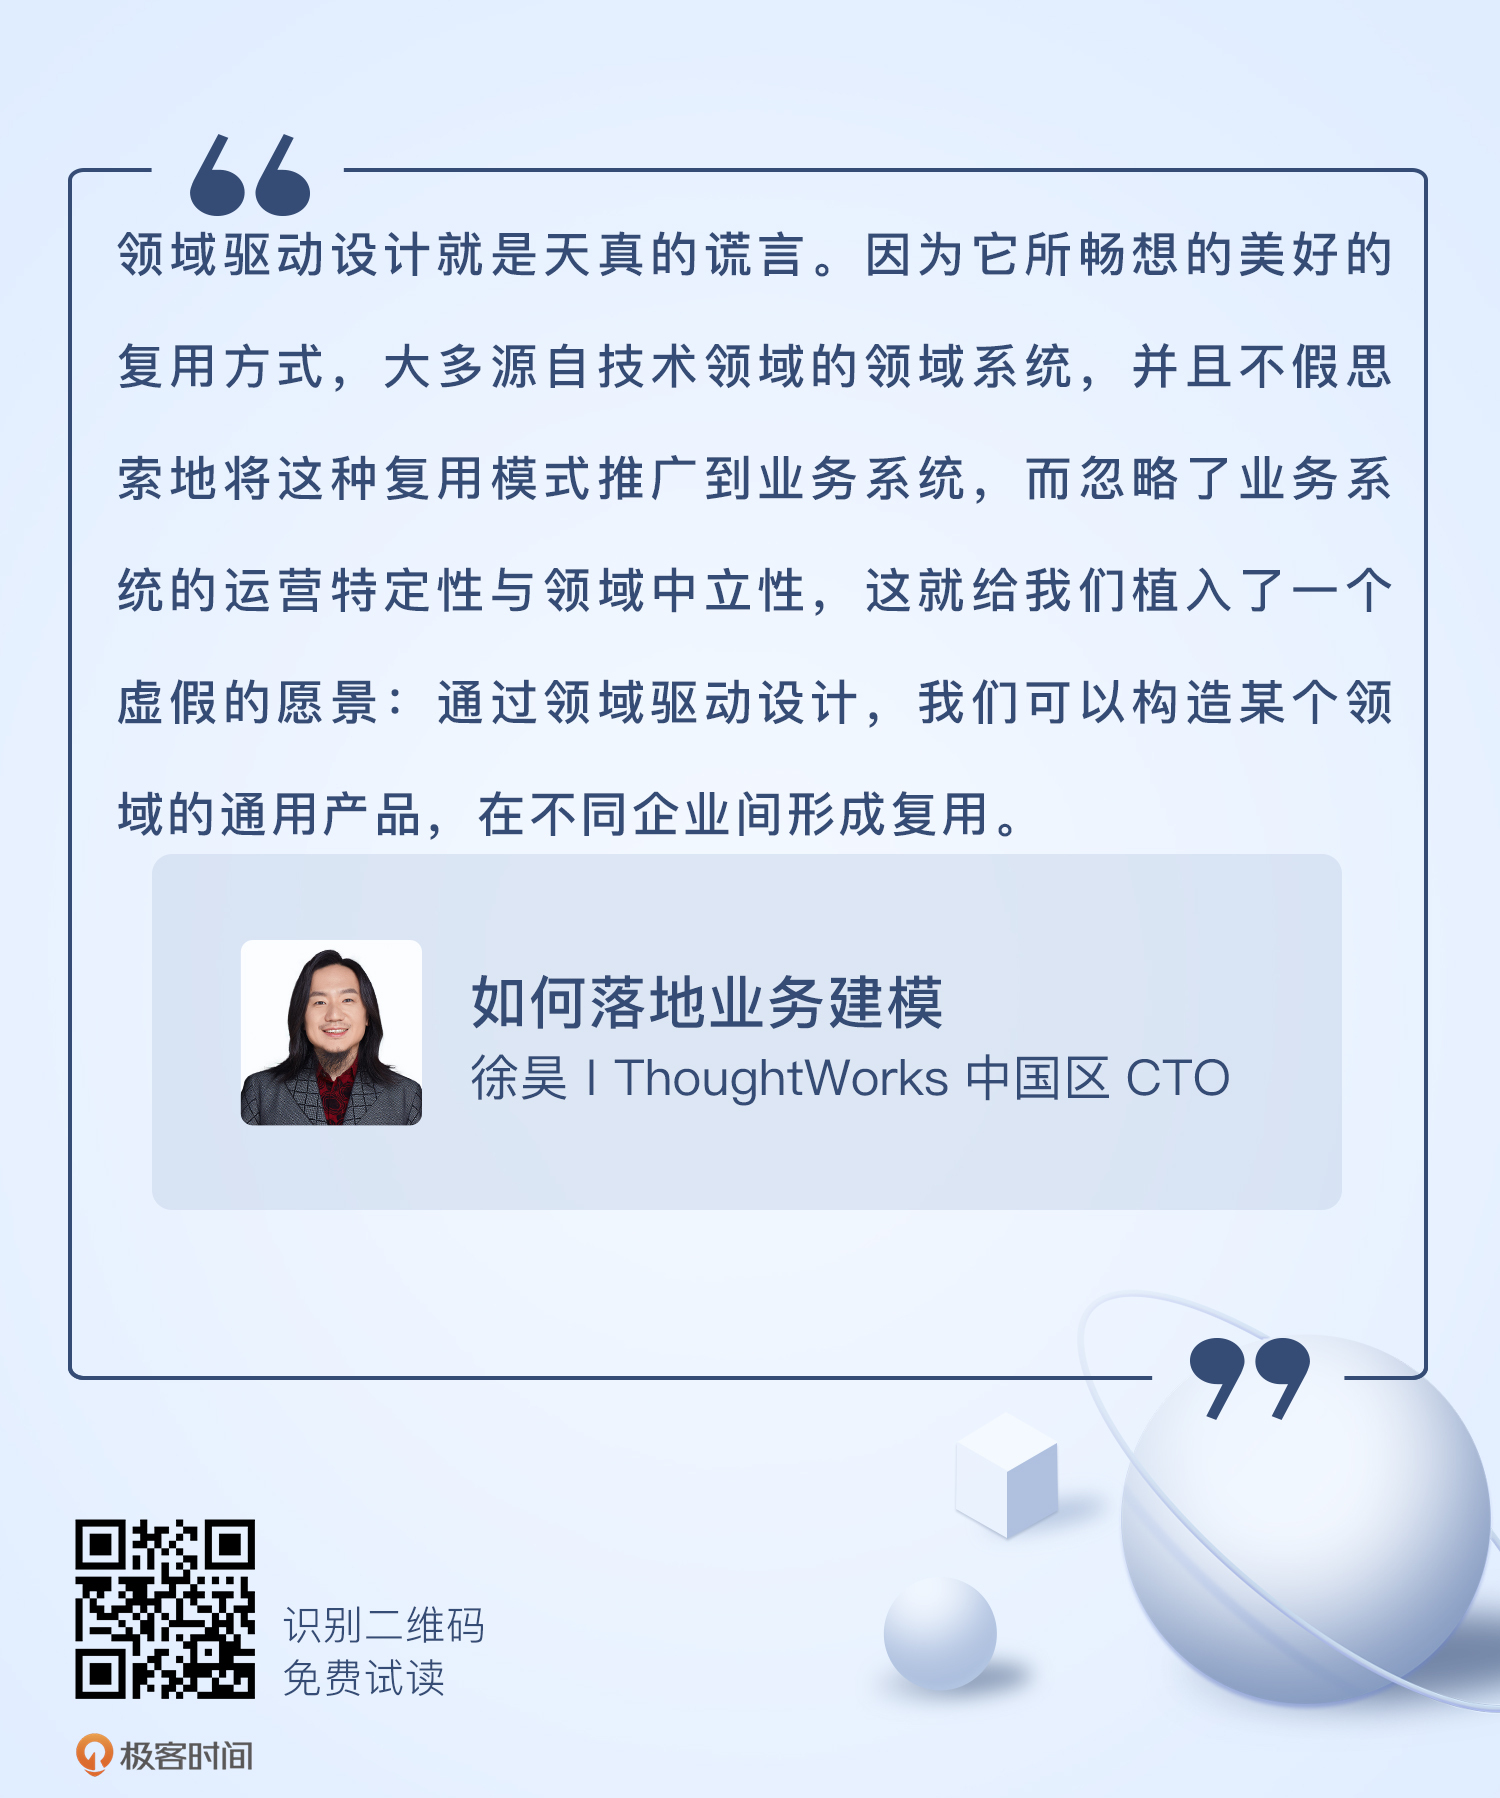 “
领域驱动设计就是天真的谎言。因为它所畅想的美好的
复用方式，大多源自技术领域的领域系统，并且不假思
索地将这种复用模式推广到业务系统，而忽略了业务系
统的运营特定性与领域中立性，这就给我们植入了一个
虚假的愿景：通过领域驱动设计，我们可以构造某个领
域的通用产品，在不同企业间形成复用。
如何落地业务建模
徐昊 | ThoughtWorks 中国区 CTO
”
识别二维码
免费试读
极客时间